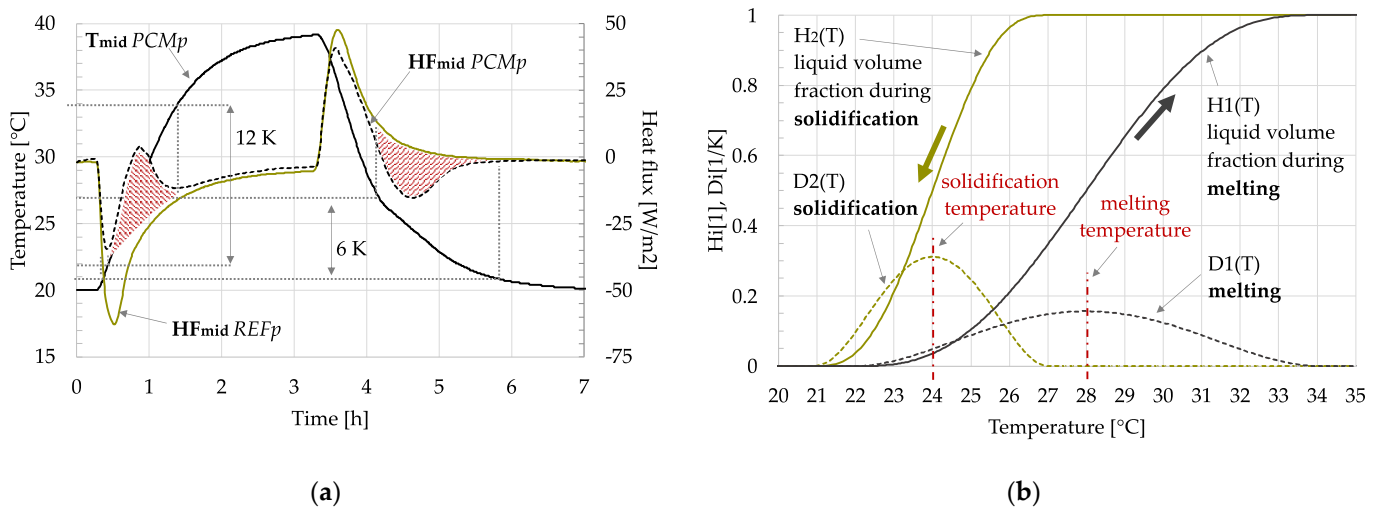 40
35
30
25
20
15
Temperature [°C]
0
1
2
3
4
5
6
7
Time [h]
50
25
0
-25
-50
-75
Heat flux [W/m2]
Tmid PCMp
HFmid PCMp
12 K
6 K
HFmid REFp
(a)
1
0.8
0.6
0.4
0.2
0
Hi[1], Di[1/K]
20
21
22
23
24
25
26
27
28
29
30
31
32
33
34
35
Temperature [°C]
H2(T)
liquid volume
fraction during
solidification
D2(T)
solidification
solidification
temperature
melting
temperature
H1(T)
liquid volume
fraction during
melting
D1(T)
melting
(b)